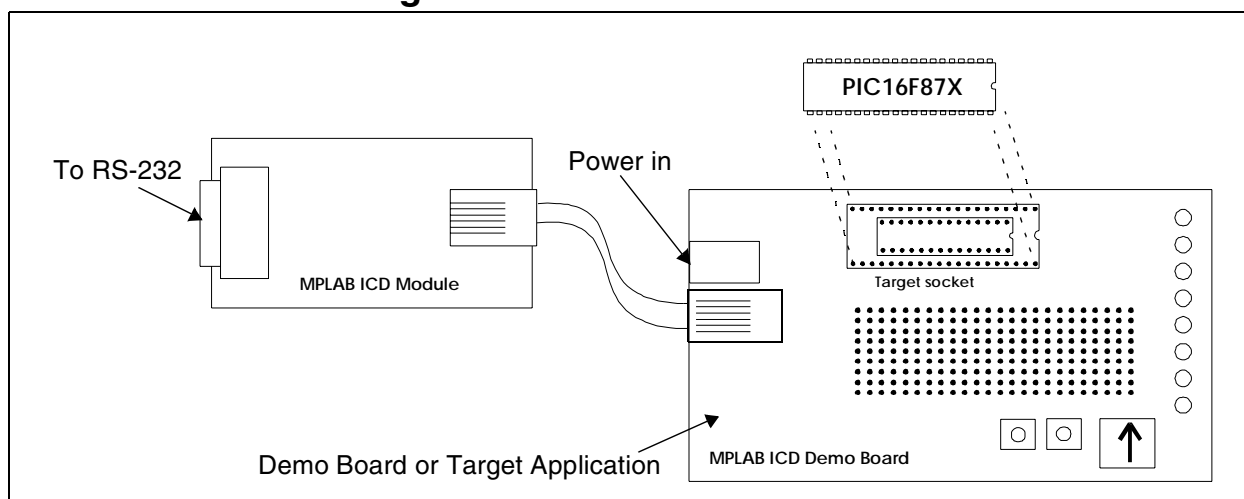 PIC16F87X
To RS-232
Power in
MPLAB ICD Module
Target socket
Demo Board or Target Application
MPLAB ICD Demo Board